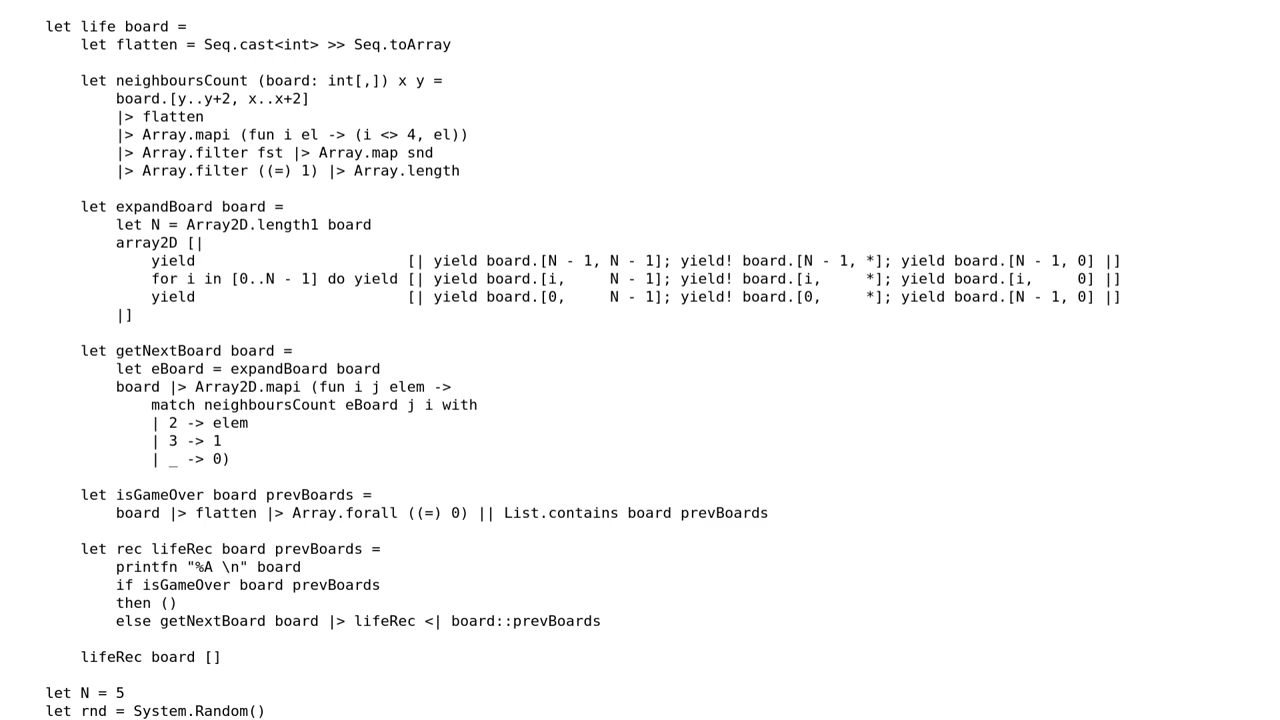 let life board =
    let flatten = Seq.cast<int> >> Seq.toArray

    let neighboursCount (board: int[,]) x y =
        board.[y..y+2, x..x+2]
        |> flatten
        |> Array.mapi (fun i el -> (i <> 4, el))
        |> Array.filter fst |> Array.map snd
        |> Array.filter ((=) 1) |> Array.length

    let expandBoard board =
        let N = Array2D.length1 board
        array2D [|
            yield                        [| yield board.[N - 1, N - 1]; yield! board.[N - 1, *]; yield board.[N - 1, 0] |]
            for i in [0..N - 1] do yield [| yield board.[i,     N - 1]; yield! board.[i,     *]; yield board.[i,     0] |]
            yield                        [| yield board.[0,     N - 1]; yield! board.[0,     *]; yield board.[N - 1, 0] |]
        |]

    let getNextBoard board =
        let eBoard = expandBoard board
        board |> Array2D.mapi (fun i j elem ->
            match neighboursCount eBoard j i with
            | 2 -> elem
            | 3 -> 1
            | _ -> 0)

    let isGameOver board prevBoards =
        board |> flatten |> Array.forall ((=) 0) || List.contains board prevBoards

    let rec lifeRec board prevBoards =
        printfn "%A \n" board
        if isGameOver board prevBoards
        then ()
        else getNextBoard board |> lifeRec <| board::prevBoards

    lifeRec board []

let N = 5
let rnd = System.Random()